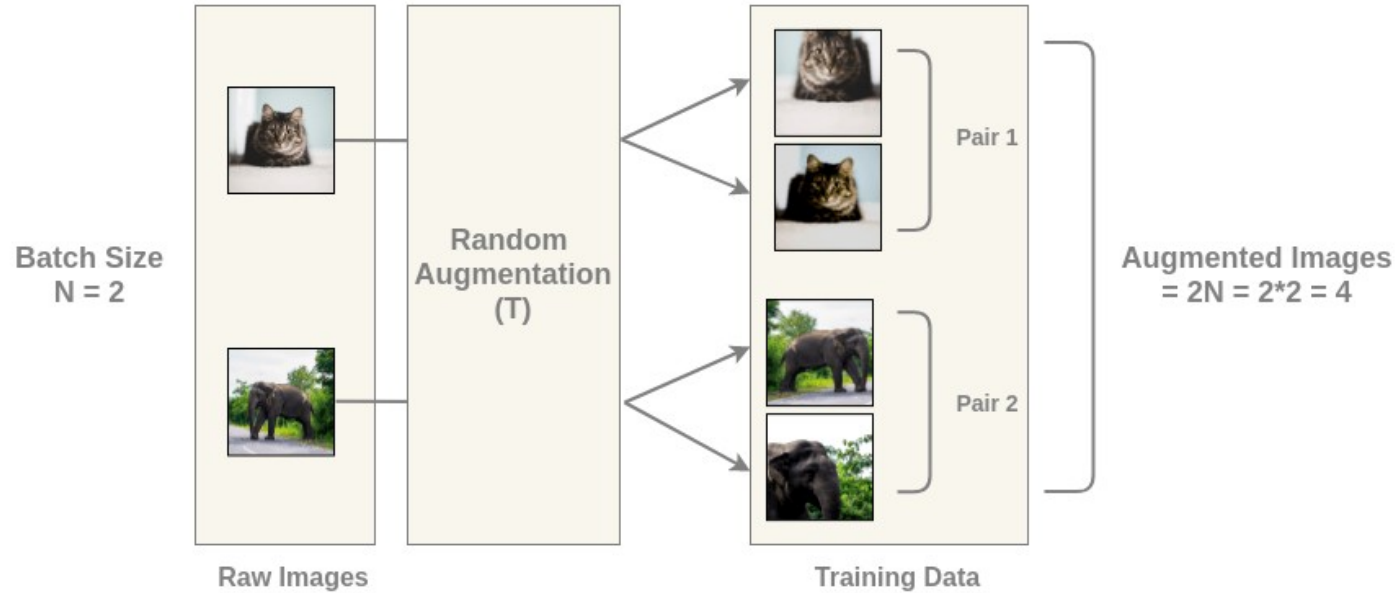 Batch Size
N = 2
Random
Augmentation
(T)
Pair 1
Pair 2
Augmented Images
= 2N = 2*2 = 4
Raw Images
Training Data